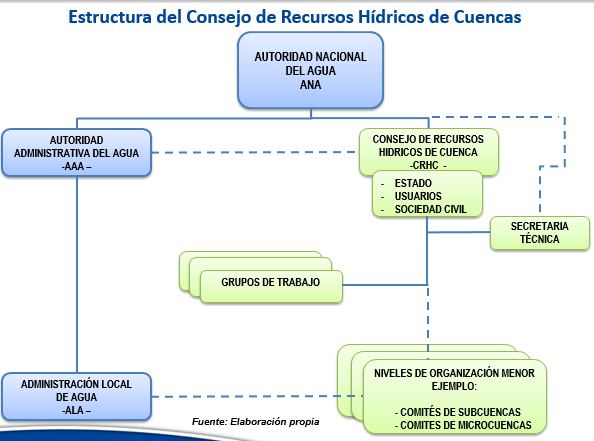 Estructura del Consejo de Recursos Hídricos de Cuencas
AUTORIDAD NACIONAL
DEL AGUA
ANA
AUTORIDAD
ADMINISTRATIVA DEL AGUA
-AAA –
CONSEJO DE RECURSOS
HIDRICOS DE CUENCA
-CRHC -
- ESTADO
- USUARIOS
- SOCIEDAD CIVIL
SECRETARIA
TÉCNICA
GRUPOS DE TRABAJO
ADMINISTRACIÓN LOCAL
DE AGUA
-ALA –
NIVELES DE ORGANIZACIÓN MENOR
EJEMPLO:
- COMITÉS DE SUBCUENCAS
- COMITES DE MICROCUENCAS
Fuente: Elaboración propia